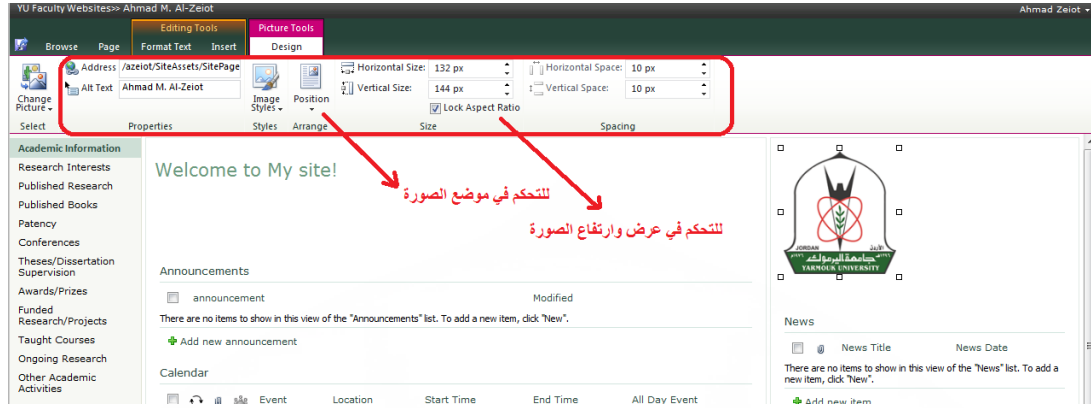 YU Faculty Websites>> Ahmad M. Al-Zeiot
Ahmad Zeiot
Editing Tools
Picture Tools
Browse
Page
Format Text
Insert
Design
Change Picture
Address
/azeiot/SiteAssets/SitePage
Alt Text
Ahmad M. Al-Zeiot
Image Styles
Position
Horizontal Size:
132 px
Vertical Size:
144 px
Lock Aspect Ratio
Horizontal Space:
10 px
Vertical Space:
10 px
Select
Properties
Styles
Arrange
Size
Spacing
Academic Information
Research Interests
Published Research
Published Books
Patency
Conferences
Theses/Dissertation
Supervision
Awards/Prizes
Funded
Research/Projects
Taught Courses
Ongoing Research
Other Academic
Activities
Welcome to My site!
للتحكم في موضع الصورة
للتحكم في عرض وارتفاع الصورة
Announcements
announcement
Modified
There are no items to show in this view of the "Announcements" list. To add a new item, click "New".
Add new announcement
Calendar
Event
Location
Start Time
End Time
All Day Event
JORDAN
الأردن
جامعة اليرموك
YARMOUK UNIVERSITY
News
News Title
News Date
There are no items to show in this view of the "News" list. To add a
new item, click "New".
Add new item